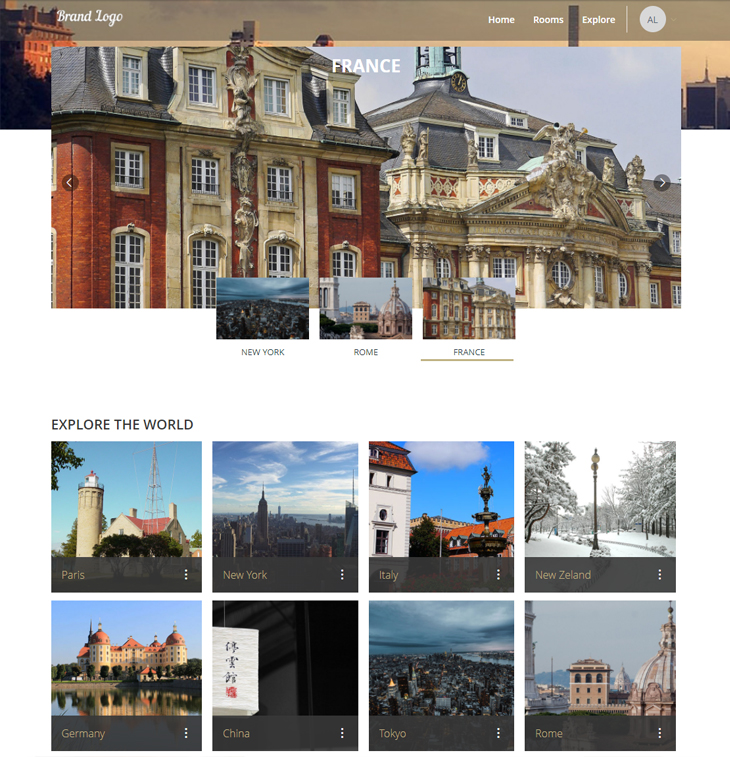 Brand Logo
Home Rooms Explore AL
FRANCE
NEW YORK ROME FRANCE
EXPLORE THE WORLD
Paris New York Italy New Zeland
Germany China Tokyo Rome